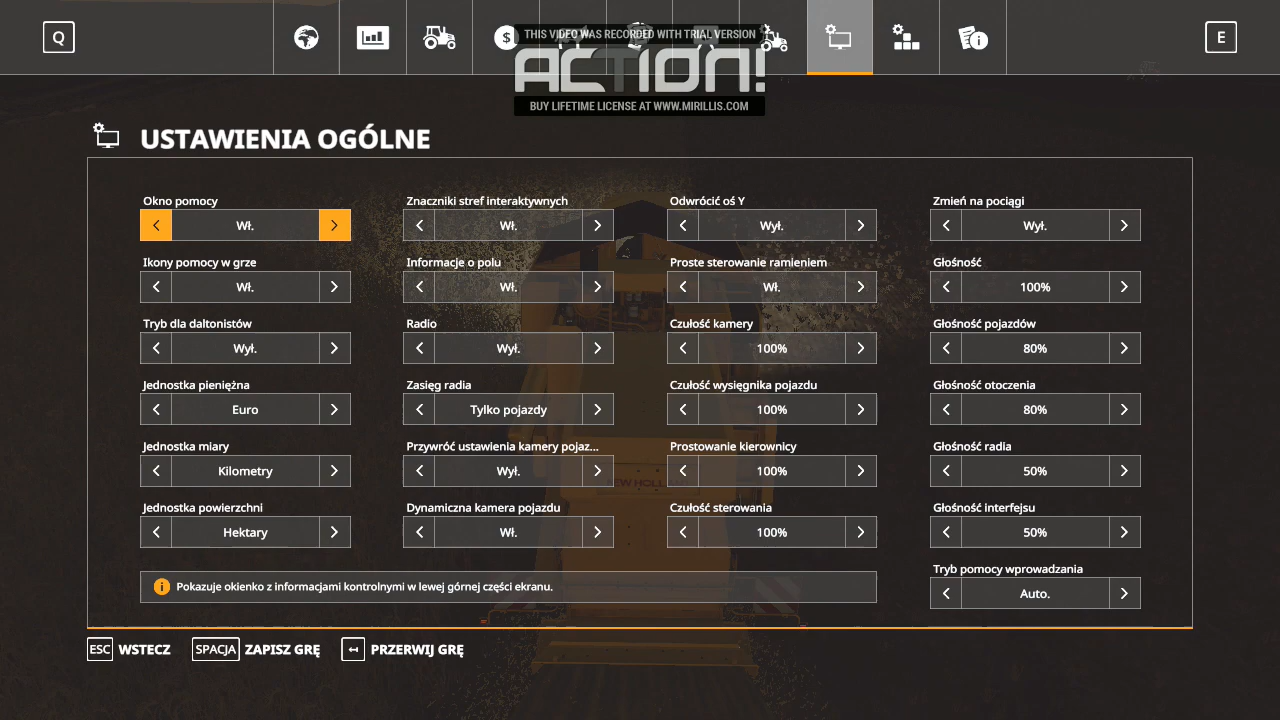 Q
E
THIS VIDEO WAS RECORDED WITH TRIAL VERSION
ACTION!
BUY LIFETIME LICENSE AT WWW.MIRILLIS.COM
USTAWIENIA OGÓLNE
Okno pomocy
Wł.
Ikony pomocy w grze
Wł.
Tryb dla daltonistów
Wył.
Jednostka pieniężna
Euro
Jednostka miary
Kilometry
Jednostka powierzchni
Hektary
Znaczniki stref interaktywnych
Wł.
Informacje o polu
Wł.
Radio
Wył.
Zasięg radia
Tylko pojazdy
Przywróć ustawienia kamery pojaz...
Wył.
Dynamiczna kamera pojazdu
Wł.
Odwrócić oś Y
Wył.
Proste sterowanie ramieniem
Wł.
Czułość kamery
100%
Czułość wysięgnika pojazdu
100%
Prostowanie kierownicy
100%
Czułość sterowania
100%
Zmień na pociągi
Wył.
Głośność
100%
Głośność pojazdów
80%
Głośność otoczenia
80%
Głośność radia
50%
Głośność interfejsu
50%
Tryb pomocy wprowadzania
Auto.
NEW HOLLAND
Pokazuje okienko z informacjami kontrolnymi w lewej górnej części ekranu.
ESC WSTECZ
SPACJA ZAPISZ GRĘ
PRZERWIJ GRĘ